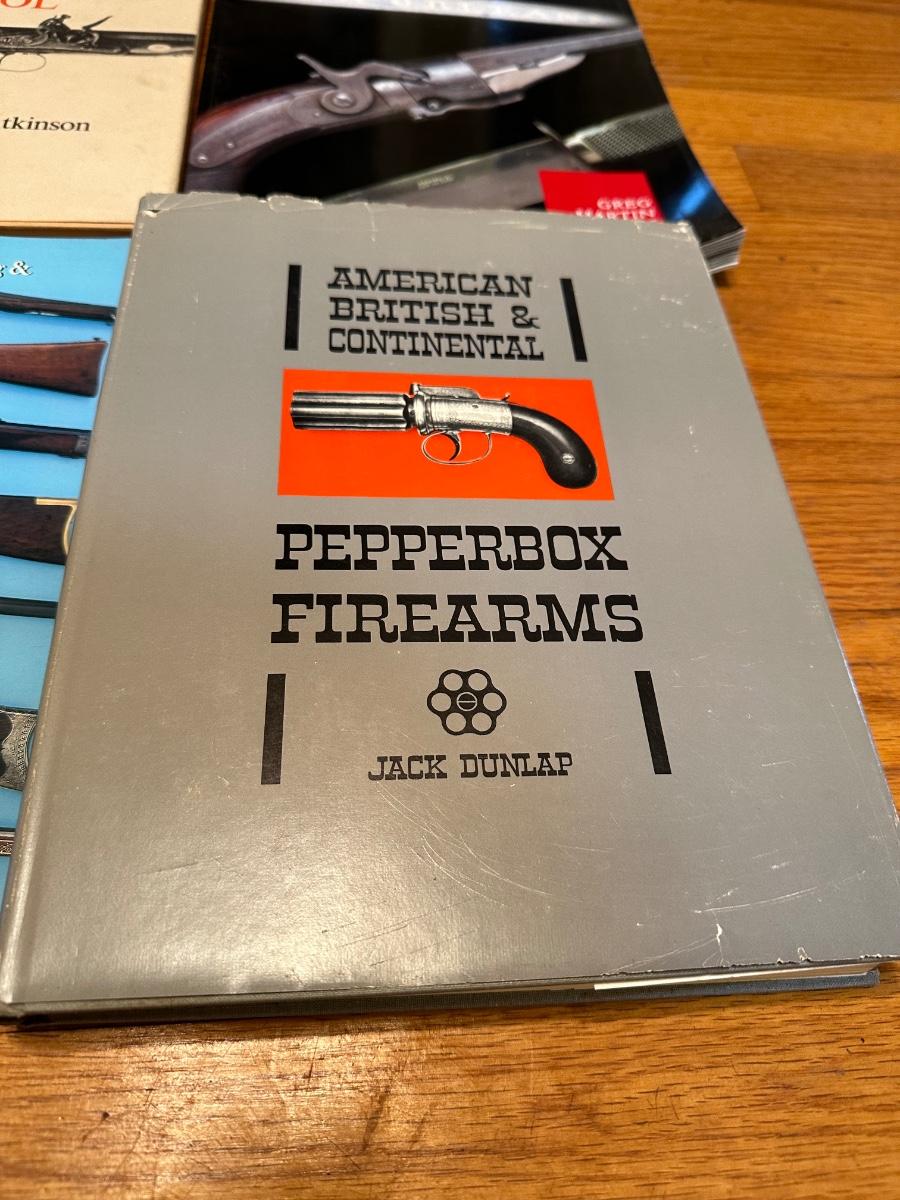 tkinson
GREG
MARTIN
&
AMERICAN
BRITISH &
CONTINENTAL
PEPPERBOX
FIREARMS
JACK DUNLAP